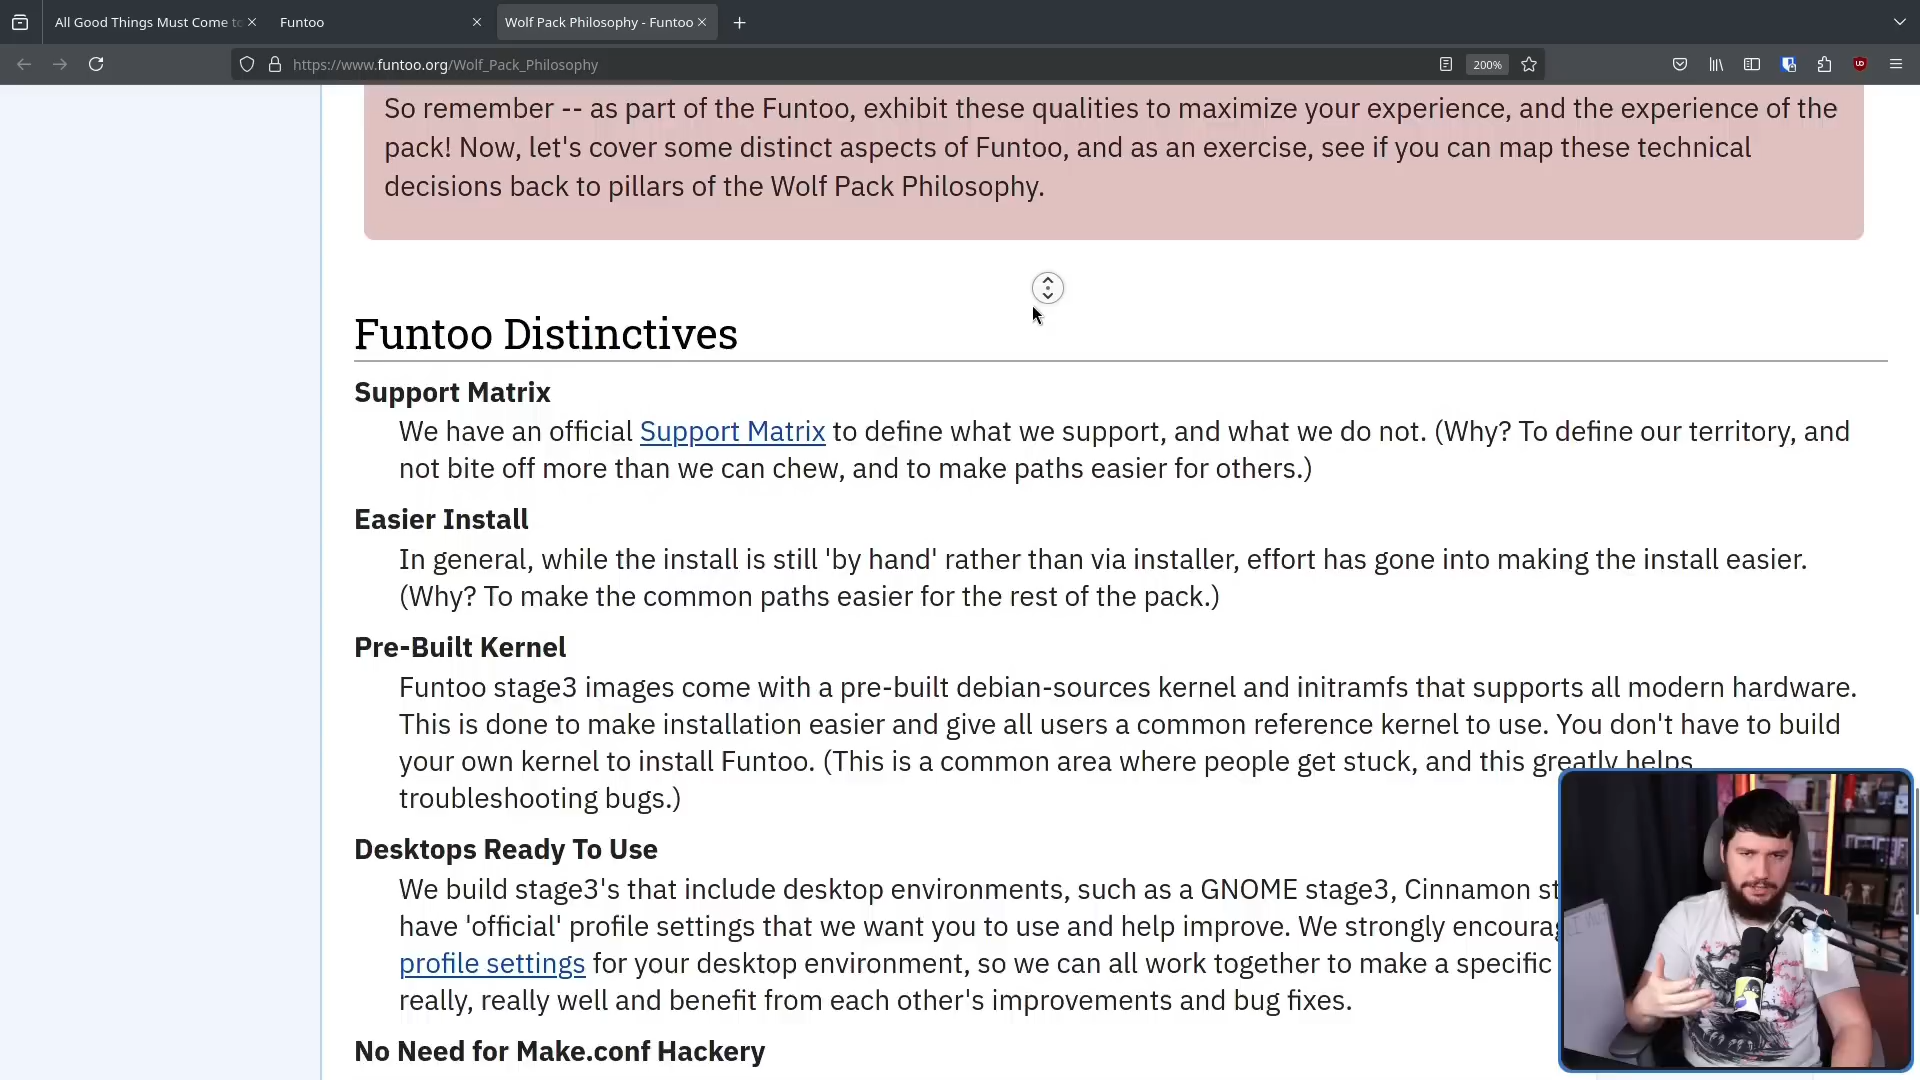 All Good Things Must Come to
Funtoo
Wolf Pack Philosophy - Funtoo
https://www.funtoo.org/Wolf_Pack_Philosophy
200%
So remember -- as part of the Funtoo, exhibit these qualities to maximize your experience, and the experience of the
pack! Now, let's cover some distinct aspects of Funtoo, and as an exercise, see if you can map these technical
decisions back to pillars of the Wolf Pack Philosophy.
Funtoo Distinctives
Support Matrix
We have an official Support Matrix to define what we support, and what we do not. (Why? To define our territory, and
not bite off more than we can chew, and to make paths easier for others.)
Easier Install
In general, while the install is still 'by hand' rather than via installer, effort has gone into making the install easier.
(Why? To make the common paths easier for the rest of the pack.)
Pre-Built Kernel
Funtoo stage3 images come with a pre-built debian-sources kernel and initramfs that supports all modern hardware.
This is done to make installation easier and give all users a common reference kernel to use. You don't have to build
your own kernel to install Funtoo. (This is a common area where people get stuck, and this greatly helps
troubleshooting bugs.)
Desktops Ready To Use
We build stage3's that include desktop environments, such as a GNOME stage3, Cinnamon st
have 'official' profile settings that we want you to use and help improve. We strongly encourag
profile settings for your desktop environment, so we can all work together to make a specific
really, really well and benefit from each other's improvements and bug fixes.
No Need for Make.conf Hackery